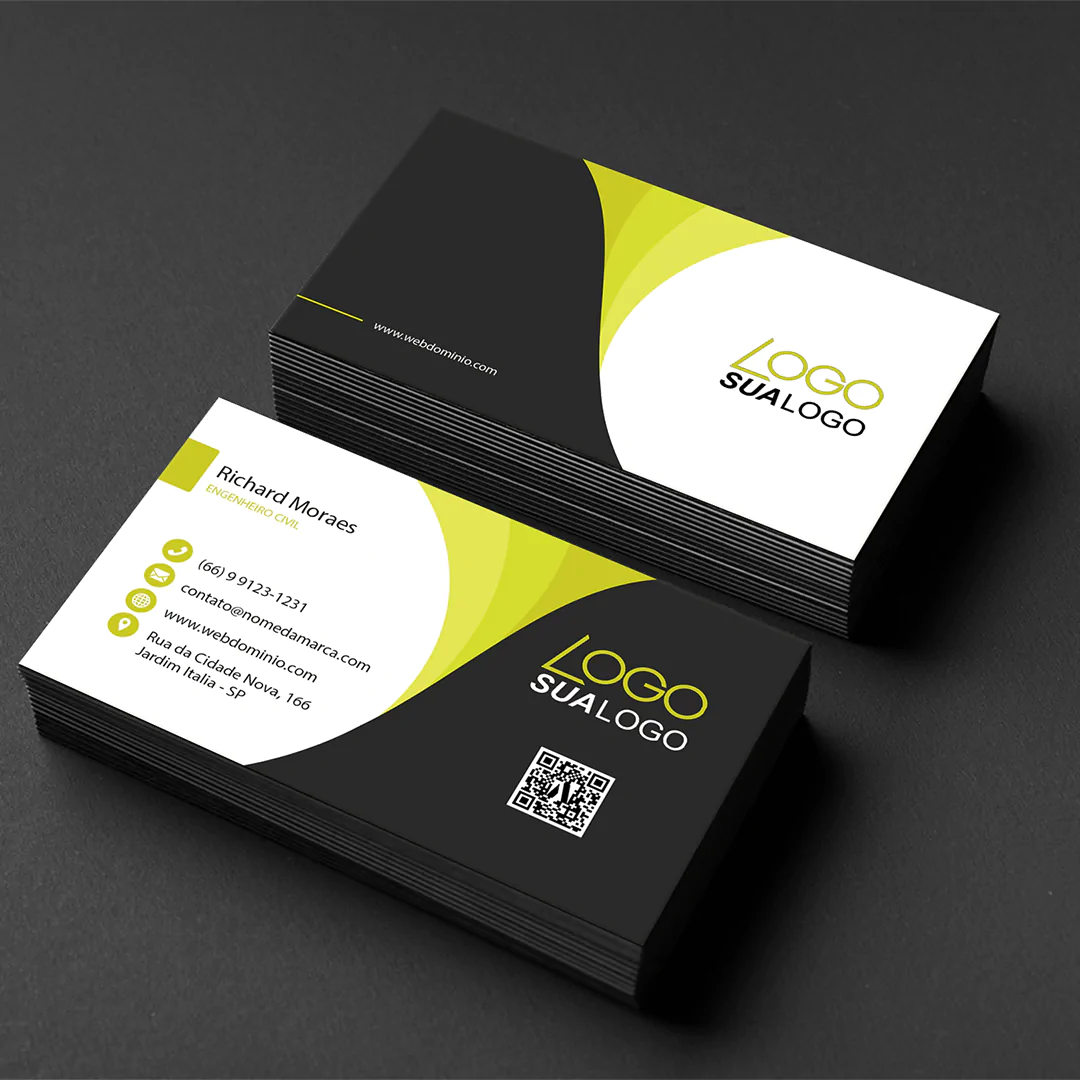 www.webdominio.com
LOGO
SUALOGO
Richard Moraes
ENGENHEIRO CIVIL
(66) 9 9123-1231
contato@nomedamarca.com
www.webdominio.com
Rua da Cidade Nova, 166
Jardim Italia - SP
LOGO
SUALOGO